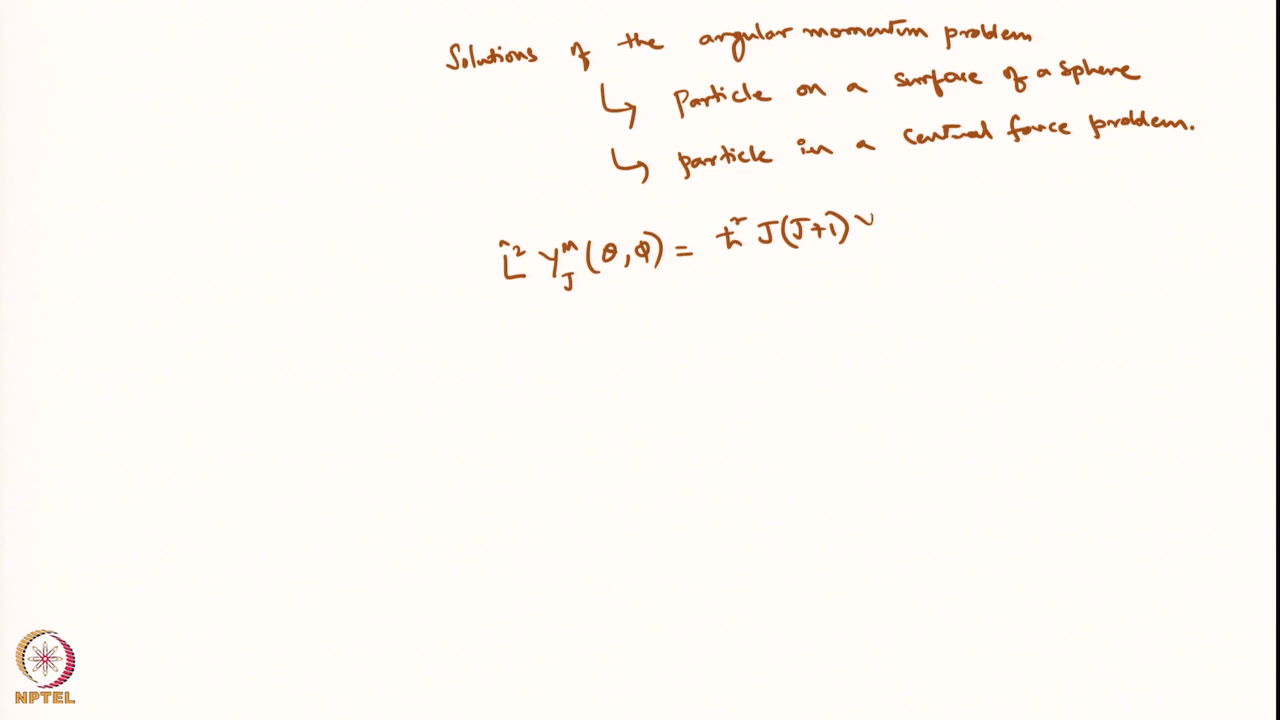 Solutions of the angular momentum problem
↳ Particle on a surface of a sphere
↳ particle in a central force problem.
L̂² Y_J^M (θ,φ) = ħ² J(J+1)
NPTEL